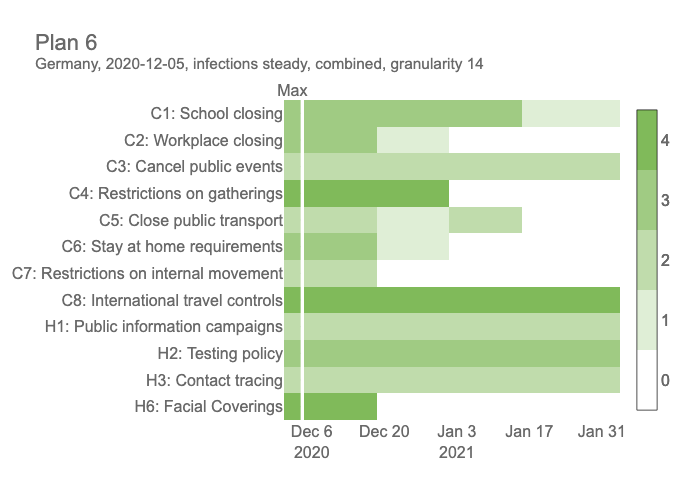 Plan 6
Germany, 2020-12-05, infections steady, combined, granularity 14
Max
C1: School closing
C2: Workplace closing
C3: Cancel public events
C4: Restrictions on gatherings
C5: Close public transport
C6: Stay at home requirements
C7: Restrictions on internal movement
C8: International travel controls
H1: Public information campaigns
H2: Testing policy
H3: Contact tracing
H6: Facial Coverings
Dec 6 Dec 20 Jan 3 Jan 17 Jan 31
2020 2021
4
3
2
1
0